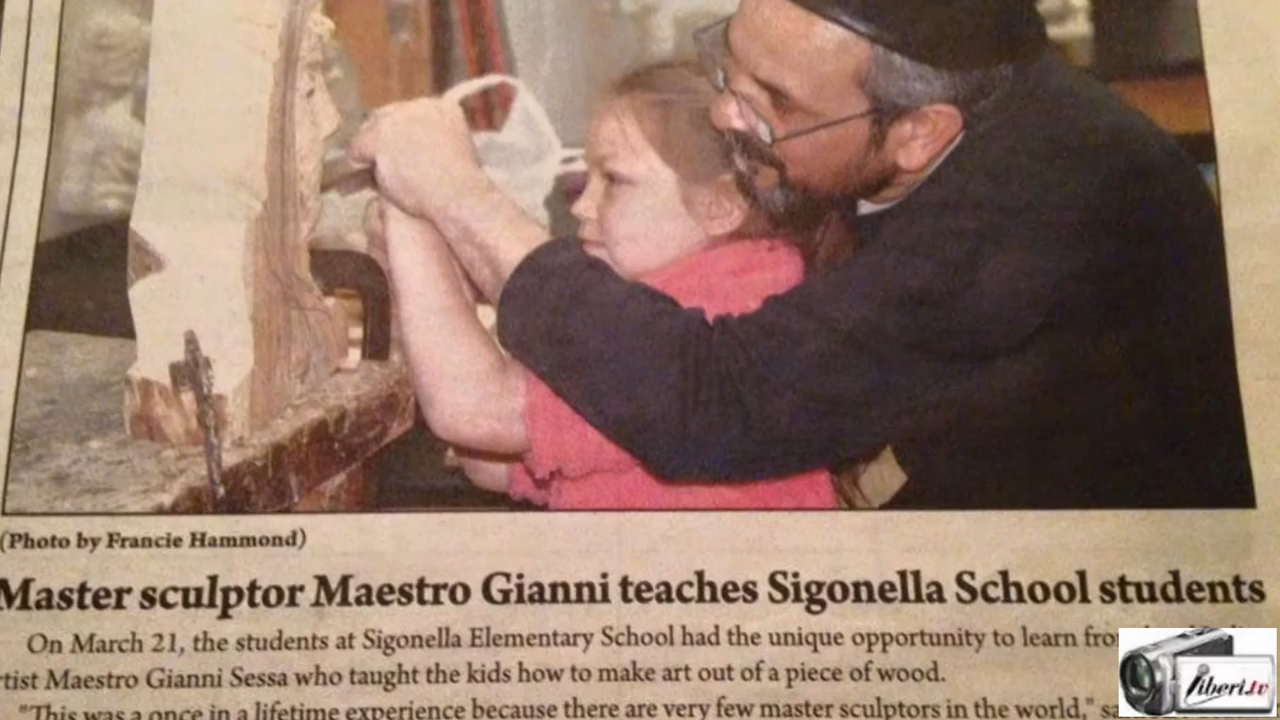 (Photo by Francie Hammond)
Master sculptor Maestro Gianni teaches Sigonella School students
On March 21, the students at Sigonella Elementary School had the unique opportunity to learn from
tist Maestro Gianni Sessa who taught the kids how to make art out of a piece of wood.
"This was a once in a lifetime experience because there are very few master sculptors in the world,"
liberi.tv